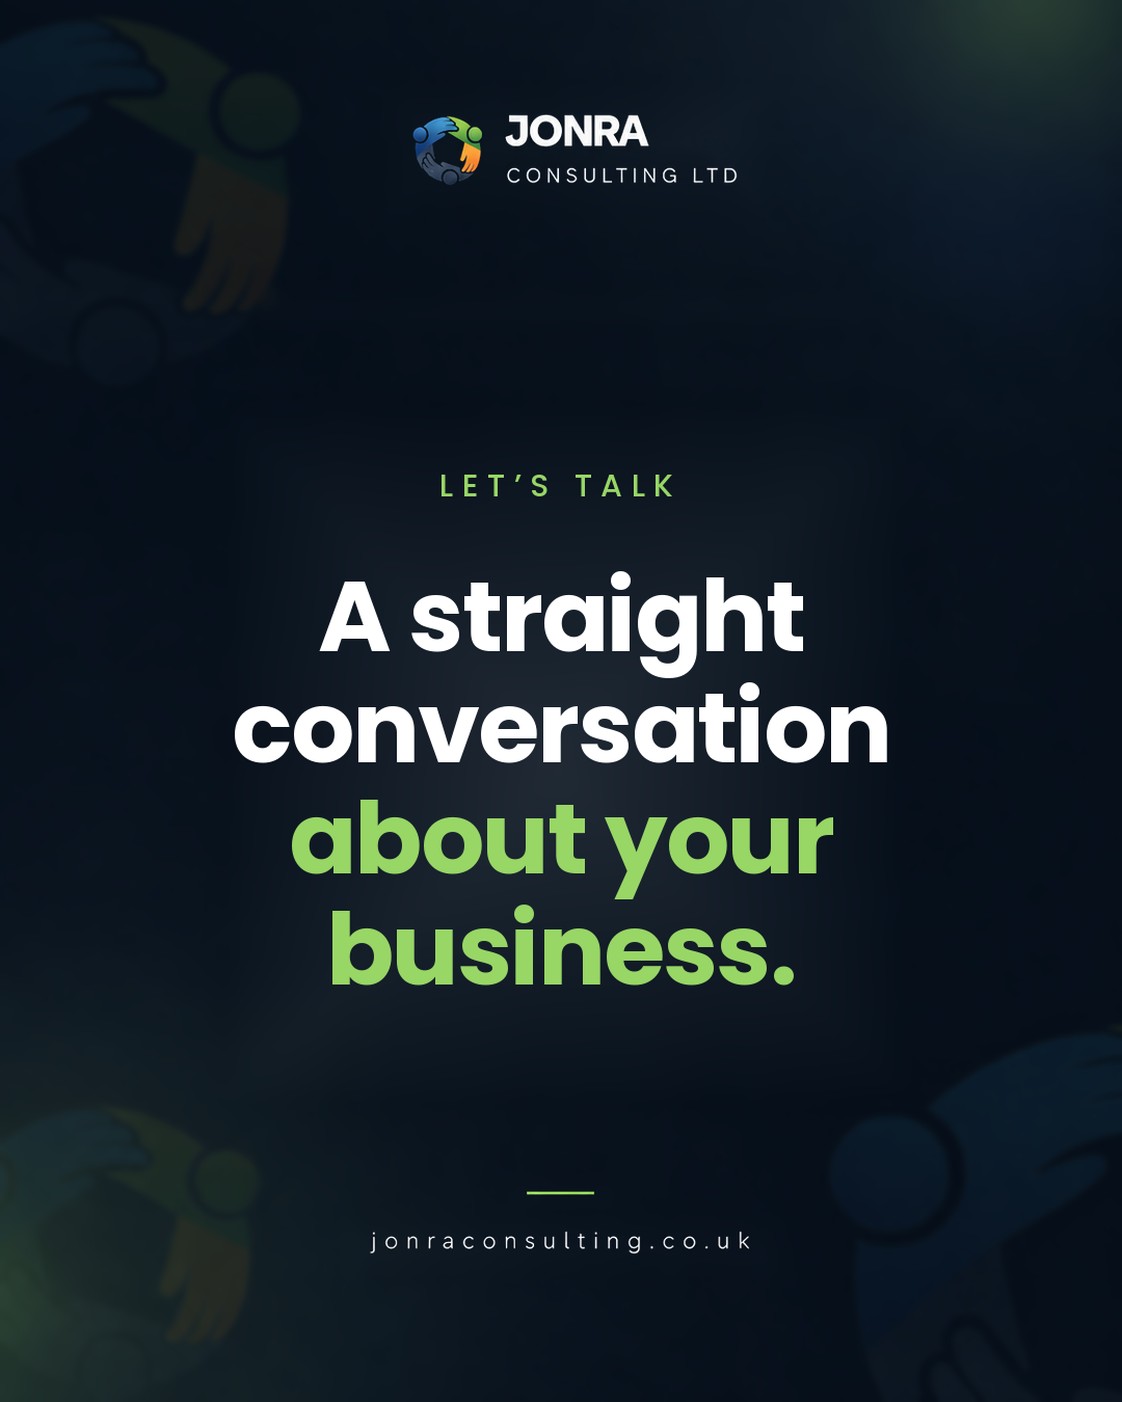 JONRA
CONSULTING LTD
LET’S TALK
A straight
conversation
about your
business.
jonraconsulting.co.uk